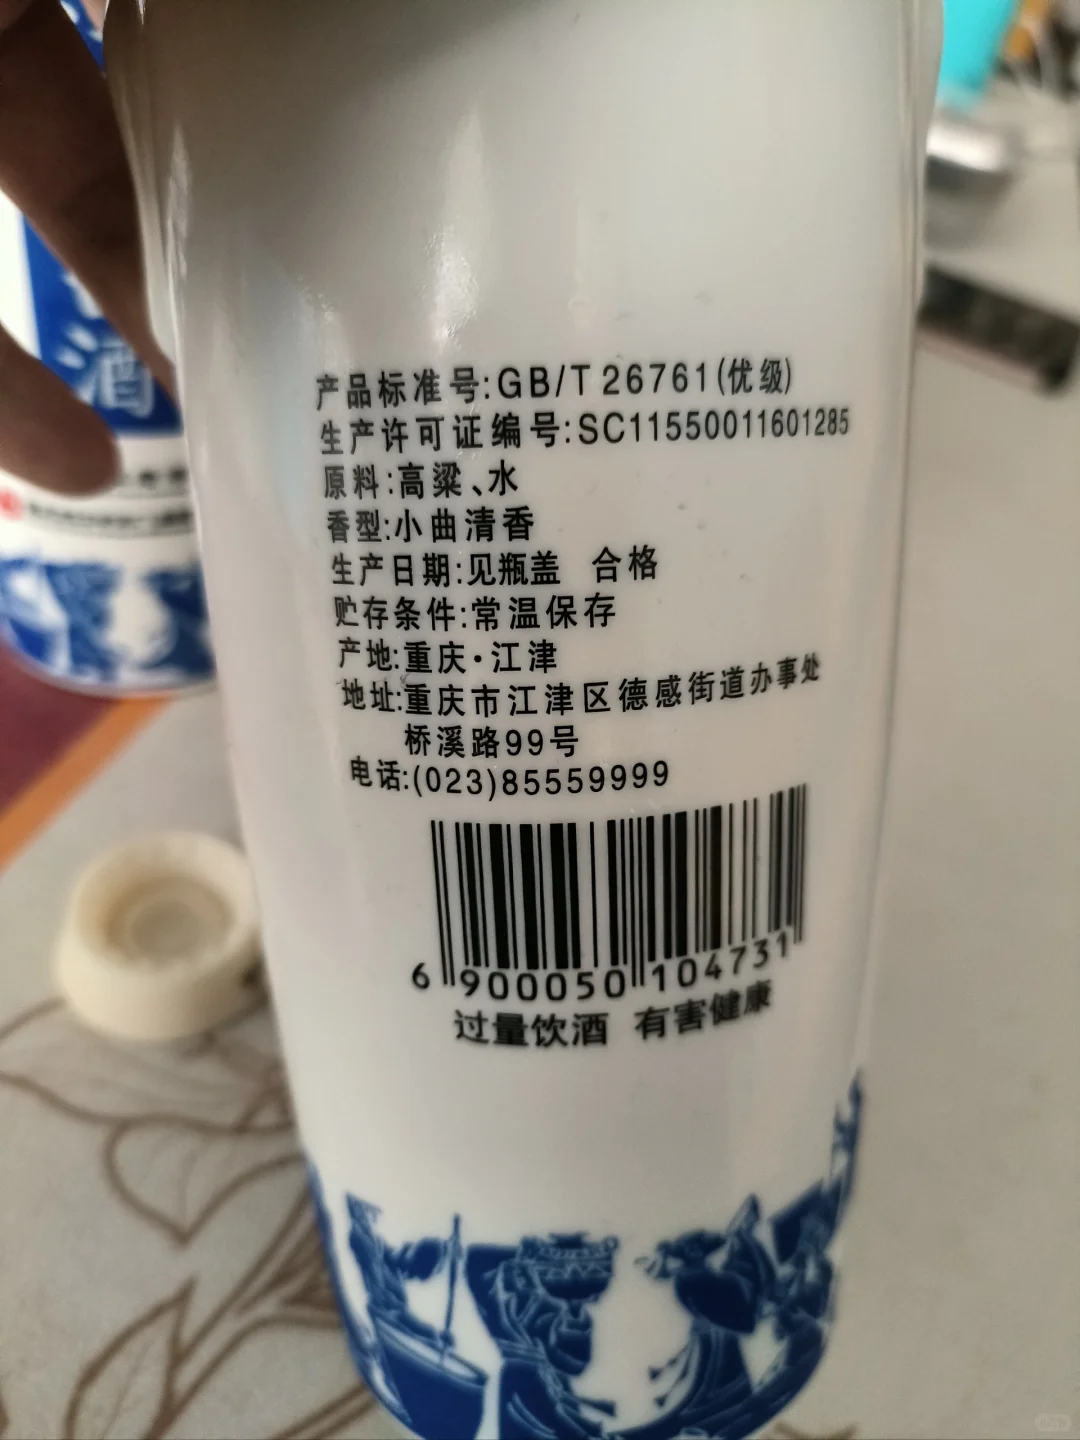 酒
产品标准号:GB/T 26761(优级)
生产许可证编号:SC11550011601285
原料:高粱、水
香型:小曲清香
生产日期:见瓶盖 合格
贮存条件:常温保存
产地:重庆·江津
地址:重庆市江津区德感街道办事处
桥溪路99号
电话:(023)85559999
6 900050 104731
过量饮酒 有害健康